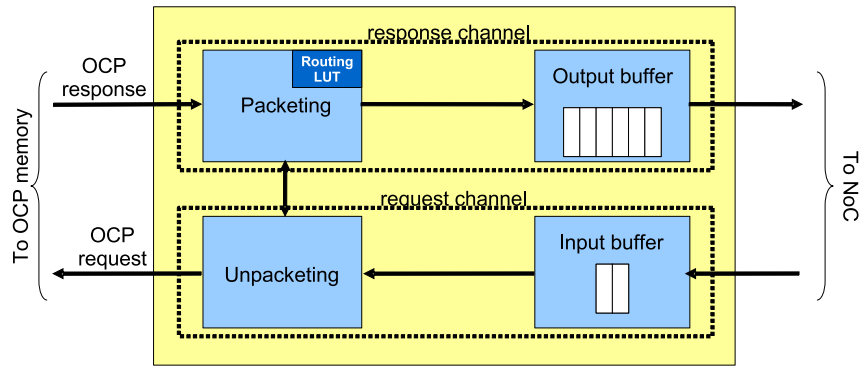 response channel
OCP
response
Routing
LUT
Packeting
Output buffer
To OCP memory
To NoC
request channel
OCP
request
Unpacketing
Input buffer